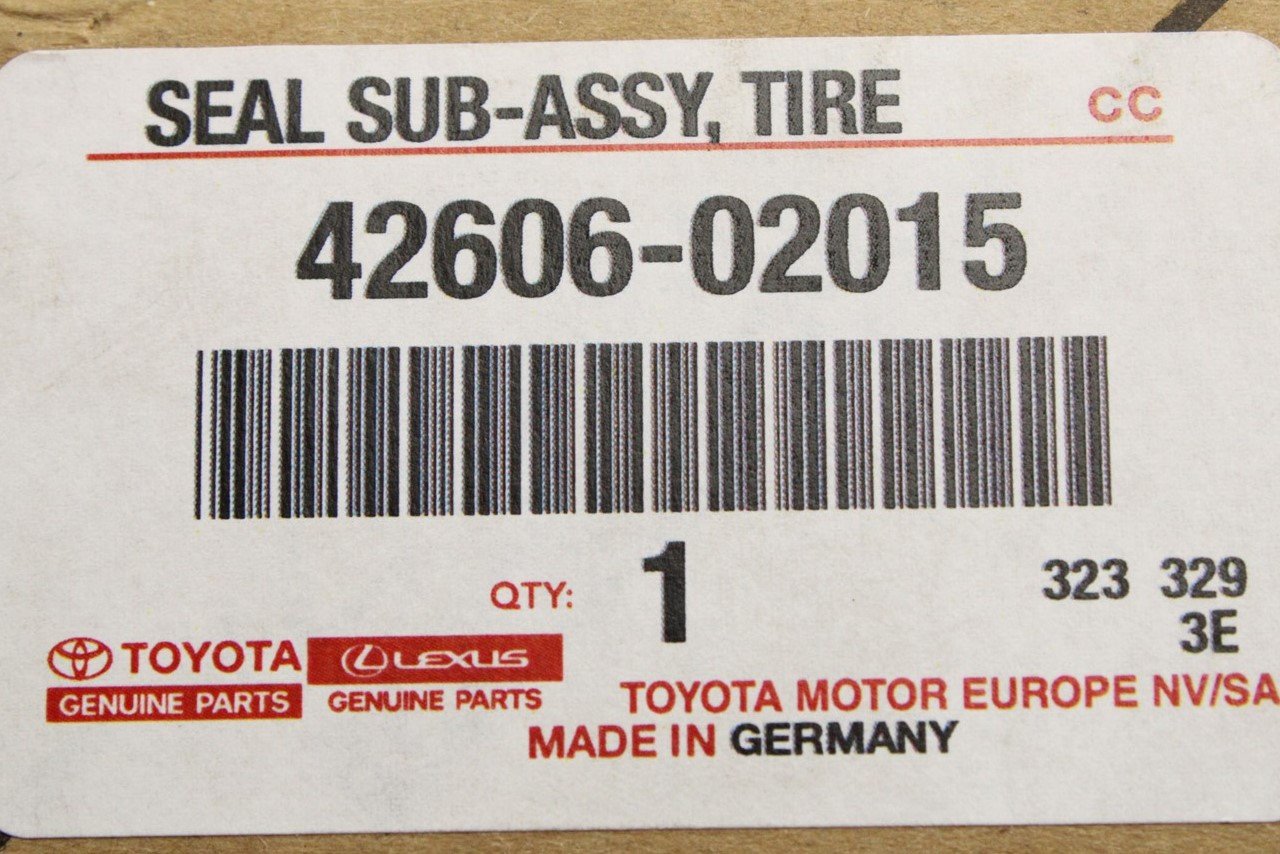 SEAL SUB-ASSY, TIRE CC
42606-02015
QTY: 1 323 329
3E
TOYOTA LEXUS
GENUINE PARTS GENUINE PARTS
TOYOTA MOTOR EUROPE NV/SA
MADE IN GERMANY